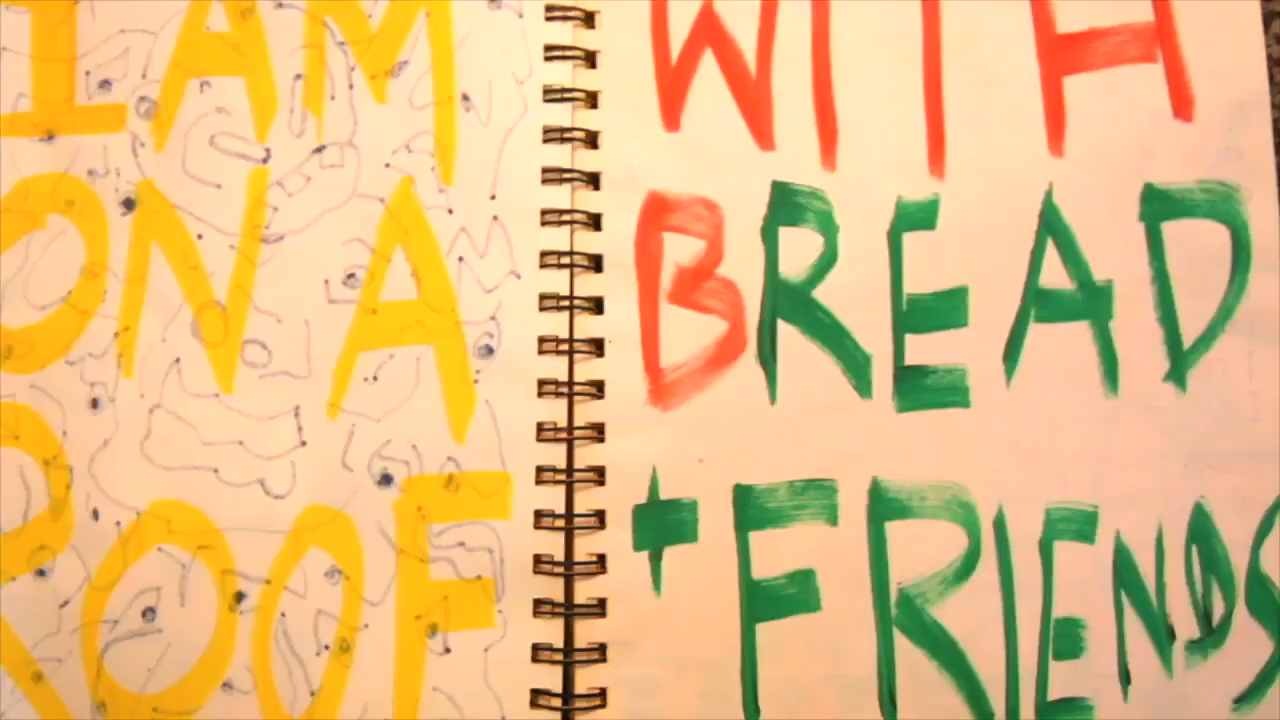 I AM
ON A
ROOF
WITH
BREAD
+ FRIENDS